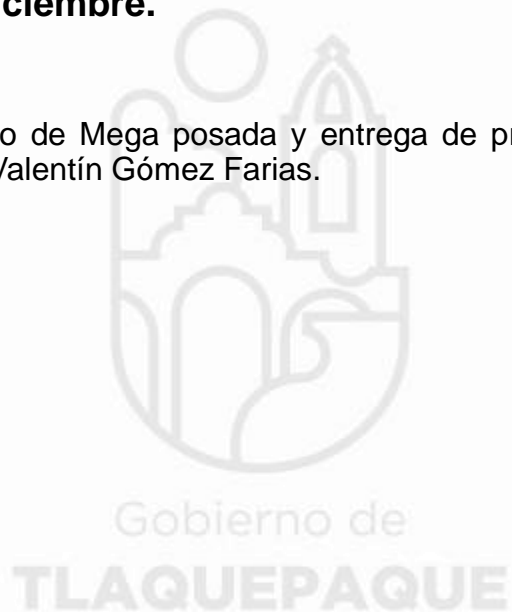 ciembre.
o de Mega posada y entrega de pr
Valentín Gómez Farias.
Gobierno de
TLAQUEPAQUE